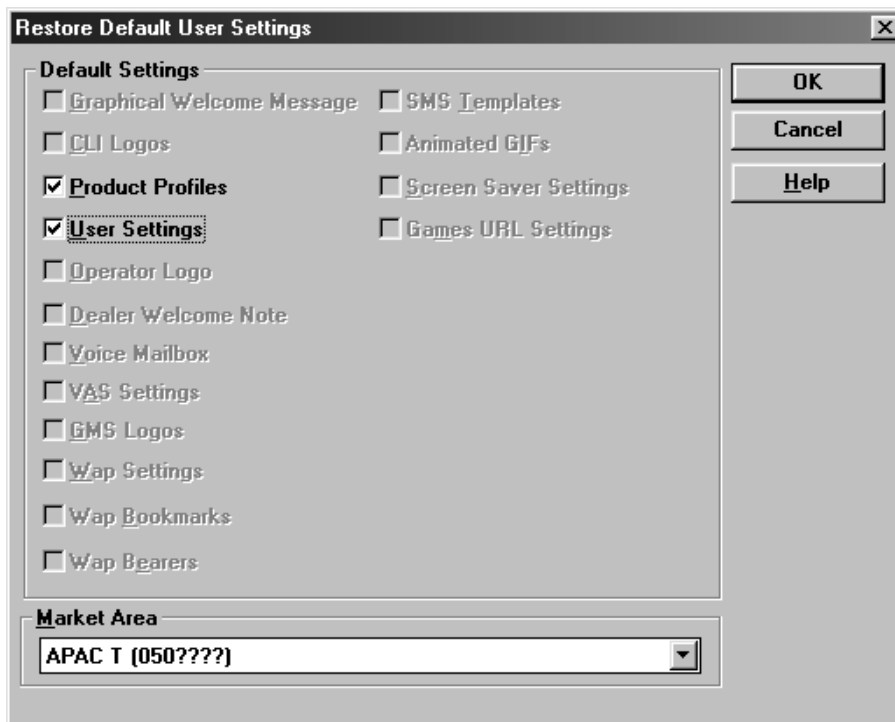 Restore Default User Settings
Default Settings
Graphical Welcome Message
CLI Logos
Product Profiles
User Settings
Operator Logo
Dealer Welcome Note
Voice Mailbox
VAS Settings
GMS Logos
Wap Settings
Wap Bookmarks
Wap Bearers
SMS Templates
Animated GIFs
Screen Saver Settings
Games URL Settings
OK
Cancel
Help
Market Area
APAC T (050????)